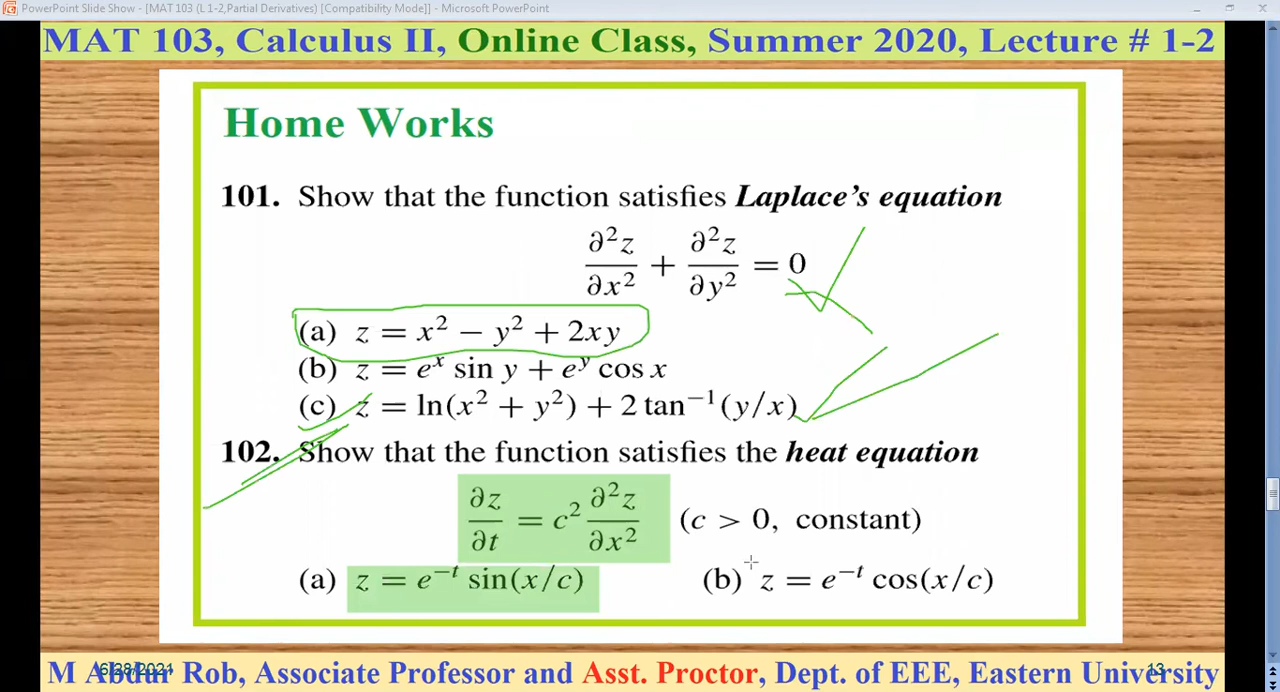 PowerPoint Slide Show - [MAT 103 (L 1-2,Partial Derivatives) [Compatibility Mode]] - Microsoft PowerPoint
MAT 103, Calculus II, Online Class, Summer 2020, Lecture # 1-2
Home Works
101. Show that the function satisfies Laplace's equation
∂²z/∂x² + ∂²z/∂y² = 0
(a) z = x² − y² + 2xy
(b) z = eˣ sin y + eʸ cos x
(c) z = ln(x² + y²) + 2 tan⁻¹(y/x)
102. Show that the function satisfies the heat equation
∂z/∂t = c² ∂²z/∂x² (c > 0, constant)
(a) z = e⁻ᵗ sin(x/c) (b) z = e⁻ᵗ cos(x/c)
6/28/2021 13
M Abdur Rob, Associate Professor and Asst. Proctor, Dept. of EEE, Eastern University